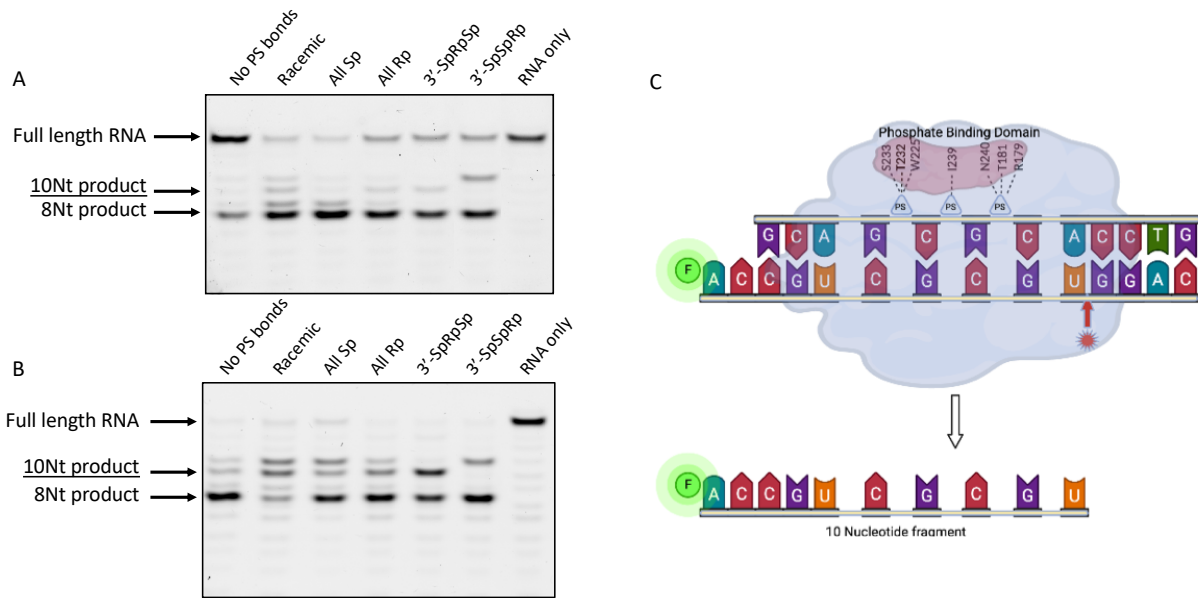 A
No PS bonds
Racemic
All Sp
All Rp
3’-SpRpSp
3’-SpSpRp
RNA only
Full length RNA
10Nt product
8Nt product
B
No PS bonds
Racemic
All Sp
All Rp
3’-SpRpSp
3’-SpSpRp
RNA only
Full length RNA
10Nt product
8Nt product
C
Phosphate Binding Domain
S233 T232 W225 I239 N240 T181 R179
PS PS PS
G C A G C G C A C C T G
F A C C G U C G C G U G G A C
F A C C G U C G C G U
10 Nucleotide fragment